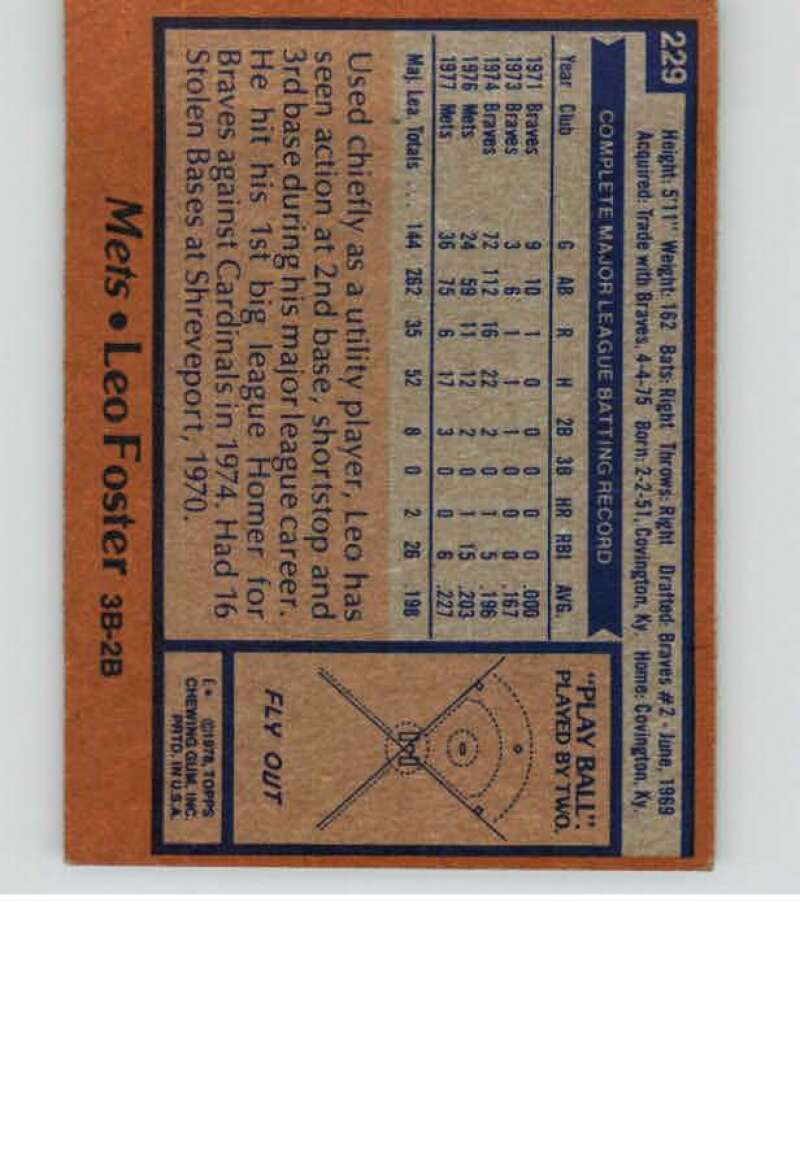 229
Height: 5'11" Weight: 162 Bats: Right Throws: Right Drafted: Braves #2 - June, 1969
Acquired: Trade with Braves, 4-4-75 Born: 2-2-51, Covington, Ky. Home: Covington, Ky.
COMPLETE MAJOR LEAGUE BATTING RECORD
Year Club G AB R H 2B 3B HR RBI AVG.
1971 Braves 9 10 1 0 0 0 0 0 .000
1973 Braves 3 6 1 1 1 0 0 0 .167
1974 Braves 72 112 16 22 2 0 1 5 .196
1976 Mets 24 59 11 12 2 0 1 15 .203
1977 Mets 36 75 6 17 3 0 0 6 .227
Maj. Lea. Totals ... 144 262 35 52 8 0 2 26 .198
Used chiefly as a utility player, Leo has
seen action at 2nd base, shortstop and
3rd base during his major league career.
He hit his 1st big league Homer for
Braves against Cardinals in 1974. Had 16
Stolen Bases at Shreveport, 1970.
"PLAY BALL":
PLAYED BY TWO.
FLY OUT
E* ©1978, TOPPS
CHEWING GUM, INC.
PRTD. IN U.S.A.
Mets • Leo Foster 3B-2B